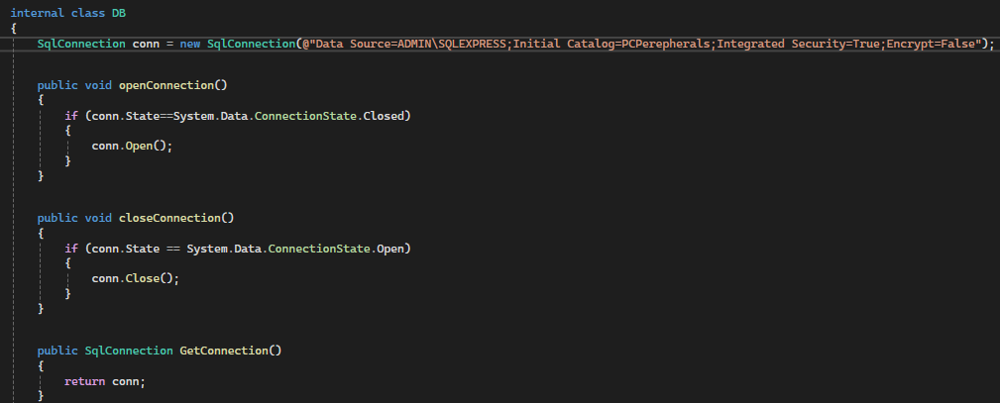 internal class DB
{
SqlConnection conn = new SqlConnection(@"Data Source=ADMIN\SQLEXPRESS;Initial Catalog=PCPerepherals;Integrated Security=True;Encrypt=False");
public void openConnection()
{
if (conn.State==System.Data.ConnectionState.Closed)
{
conn.Open();
}
}
public void closeConnection()
{
if (conn.State == System.Data.ConnectionState.Open)
{
conn.Close();
}
}
public SqlConnection GetConnection()
{
return conn;
}